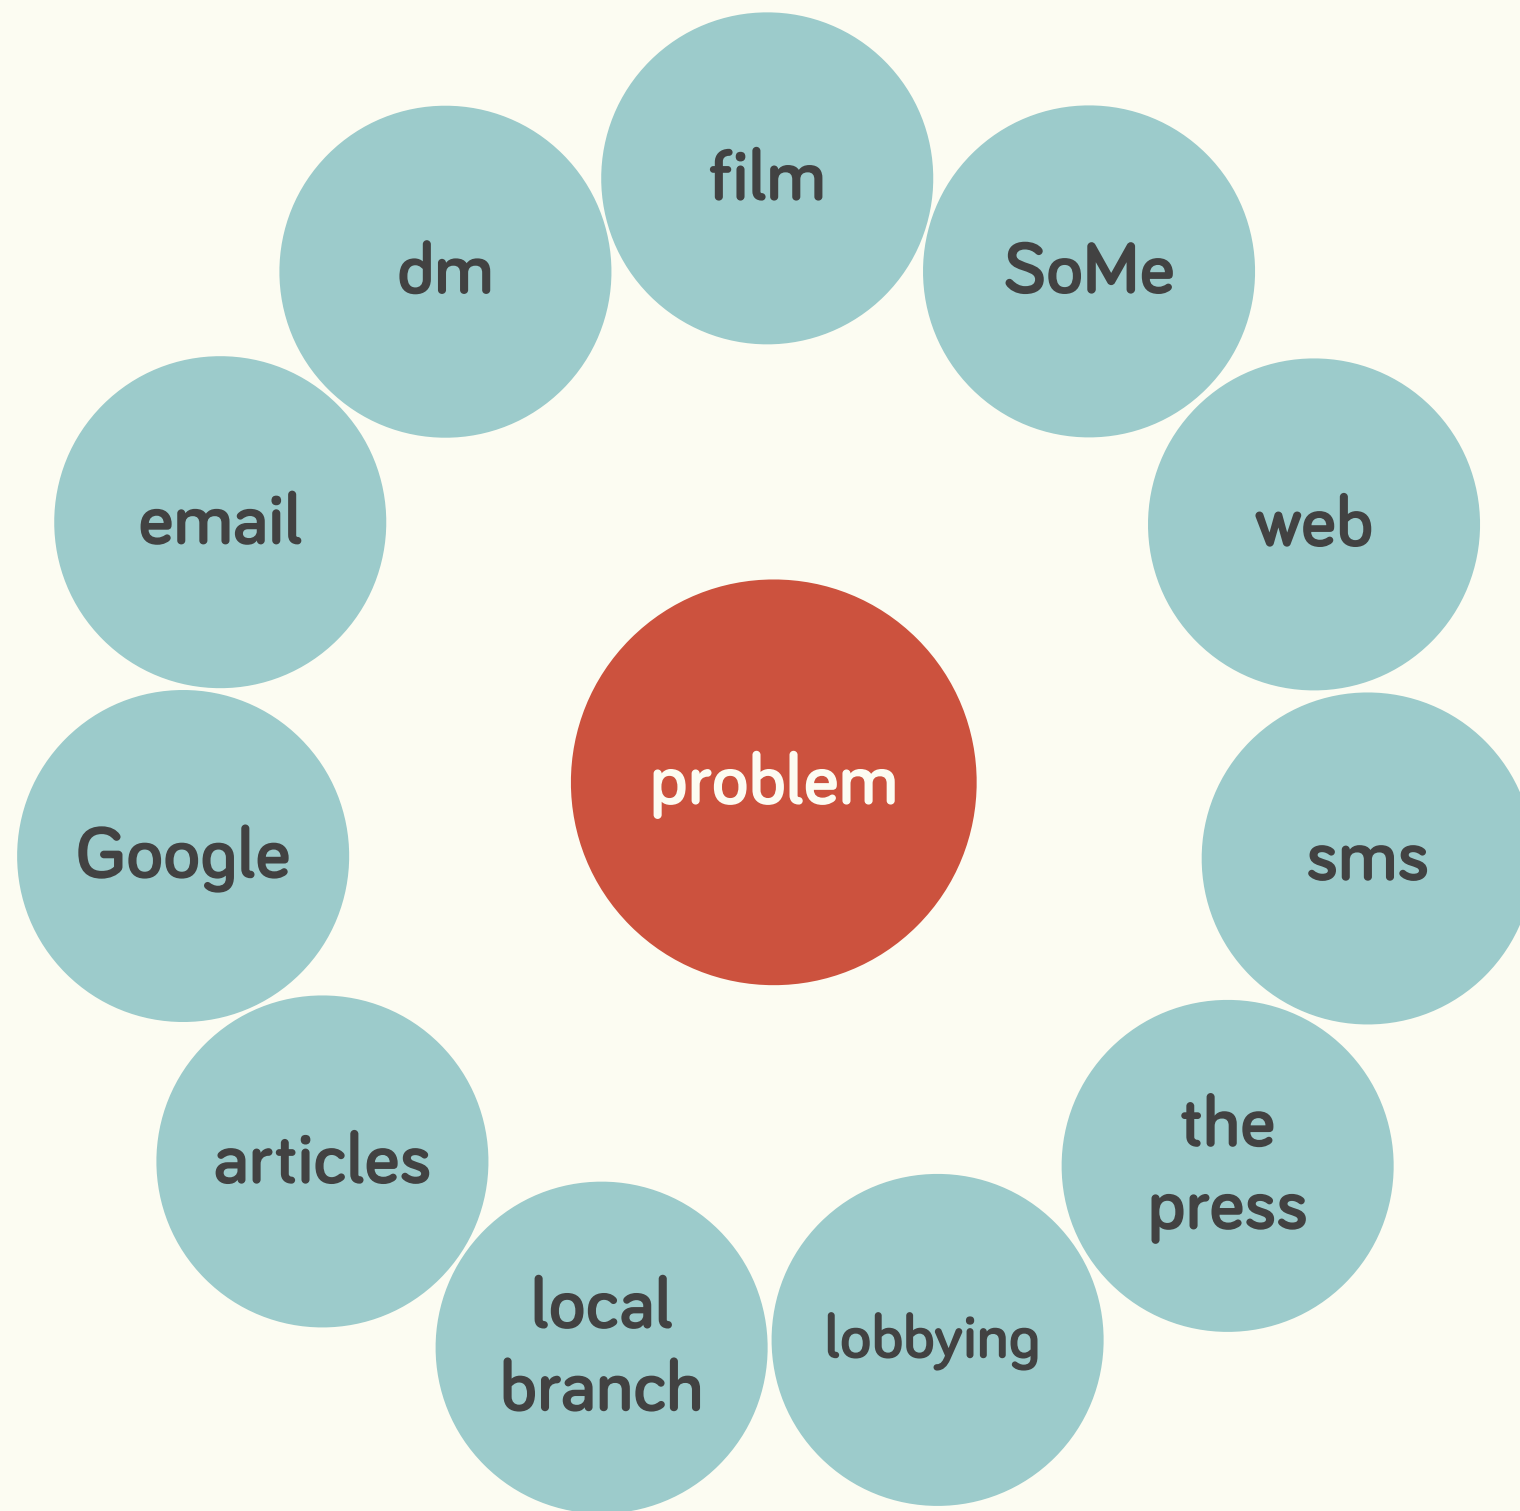 film
dm
SoMe
email
web
problem
Google
sms
articles
the
press
local
branch
lobbying